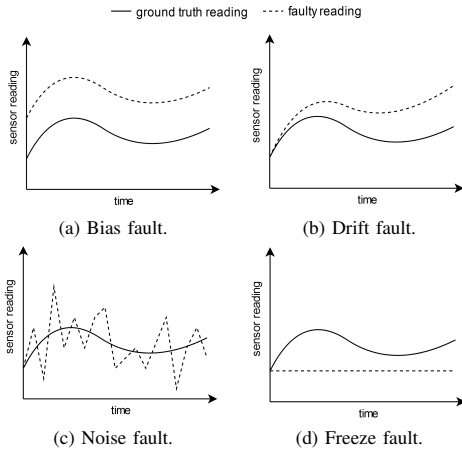 ground truth reading faulty reading
sensor reading
time
(a) Bias fault.
sensor reading
time
(b) Drift fault.
sensor reading
time
(c) Noise fault.
sensor reading
time
(d) Freeze fault.